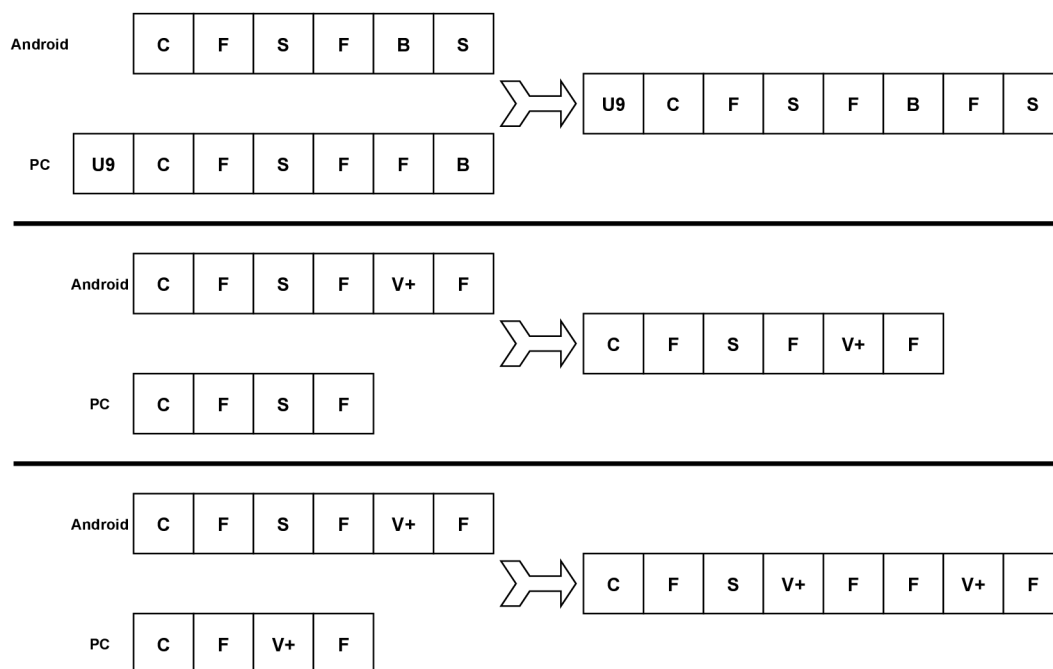 Android C F S F B S
U9 C F S F B F S
PC U9 C F S F F B
Android C F S F V+ F
C F S F V+ F
PC C F S F
Android C F S F V+ F
C F S V+ F F V+ F
PC C F V+ F